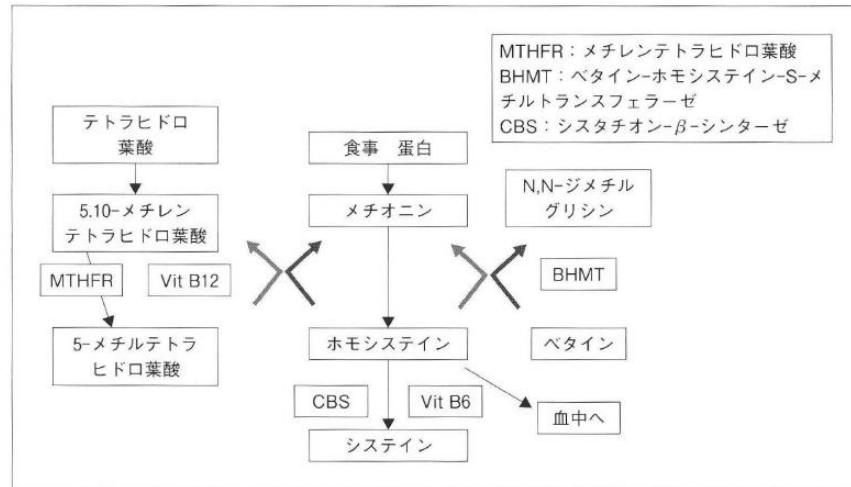 MTHFR：メチレンテトラヒドロ葉酸
BHMT：ベタイン-ホモシステイン-S-メ
チルトランスフェラーゼ
CBS：シスタチオン-β-シンターゼ
テトラヒドロ
葉酸
食事 蛋白
N,N-ジメチル
グリシン
5.10-メチレン
テトラヒドロ葉酸
メチオニン
MTHFR
Vit B12
BHMT
5-メチルテトラ
ヒドロ葉酸
ホモシステイン
ベタイン
CBS
Vit B6
血中へ
システイン